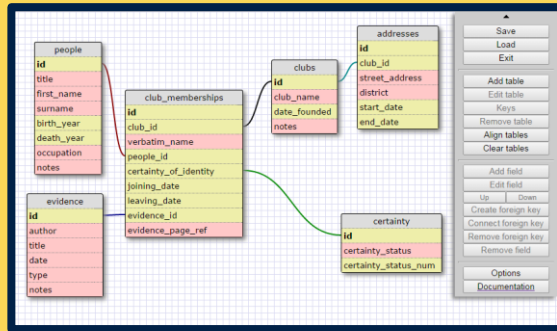 people
id
title
first_name
surname
birth_year
death_year
occupation
notes
evidence
id
author
title
date
type
notes
club_memberships
id
club_id
verbatim_name
people_id
certainty_of_identity
joining_date
leaving_date
evidence_id
evidence_page_ref
clubs
id
club_name
date_founded
notes
addresses
id
club_id
street_address
district
start_date
end_date
certainty
id
certainty_status
certainty_status_num
Save
Load
Exit
Add table
Edit table
Keys
Remove table
Align tables
Clear tables
Add field
Edit field
Up Down
Create foreign key
Connect foreign key
Remove foreign key
Remove field
Options
Documentation